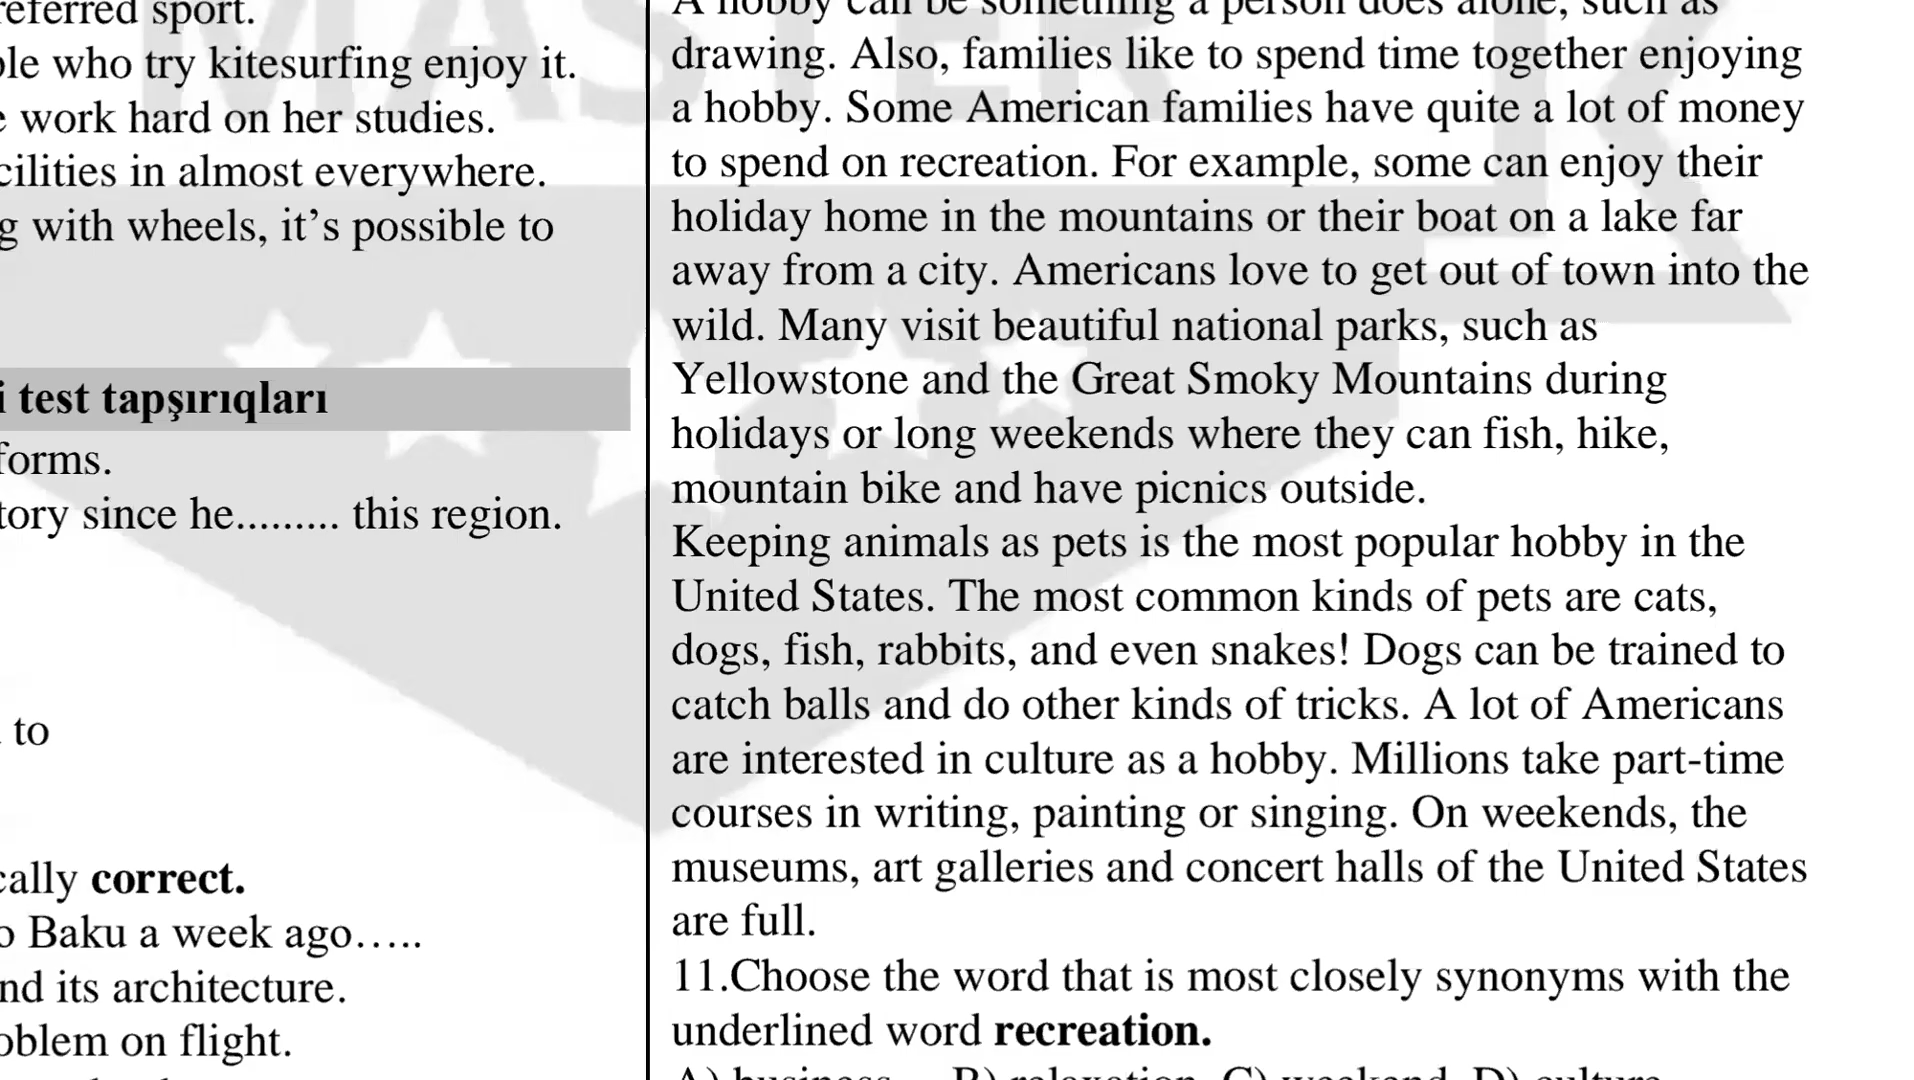 referred sport.
who try kitesurfing enjoy it.
work hard on her studies.
in almost everywhere.
with wheels, it's possible to
test tapşırıqları
forms.
since he......... this region.
to
correct.
Baku a week ago…..
its architecture.
on flight.
A hobby can be something a person does alone, such as
drawing. Also, families like to spend time together enjoying
a hobby. Some American families have quite a lot of money
to spend on recreation. For example, some can enjoy their
holiday home in the mountains or their boat on a lake far
away from a city. Americans love to get out of town into the
wild. Many visit beautiful national parks, such as
Yellowstone and the Great Smoky Mountains during
holidays or long weekends where they can fish, hike,
mountain bike and have picnics outside.
Keeping animals as pets is the most popular hobby in the
United States. The most common kinds of pets are cats,
dogs, fish, rabbits, and even snakes! Dogs can be trained to
catch balls and do other kinds of tricks. A lot of Americans
are interested in culture as a hobby. Millions take part-time
courses in writing, painting or singing. On weekends, the
museums, art galleries and concert halls of the United States
are full.
11.Choose the word that is most closely synonyms with the
underlined word recreation.
A) business B) relaxation C) weekend D) culture
MASTER